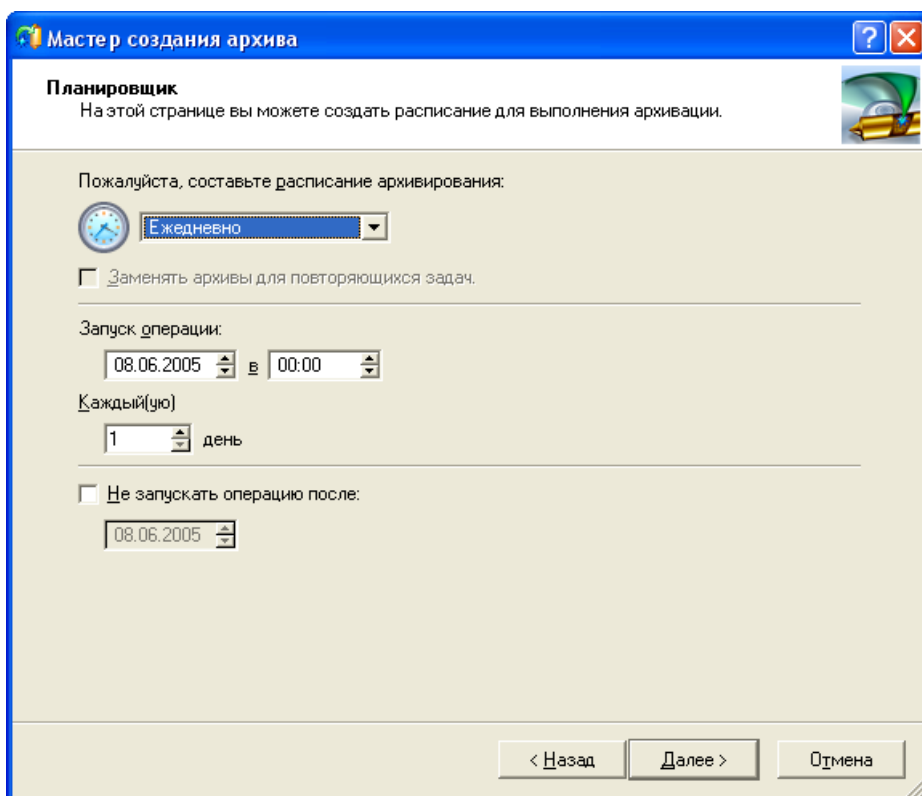 Мастер создания архива
Планировщик
На этой странице вы можете создать расписание для выполнения архивации.
Пожалуйста, составьте расписание архивирования:
Ежедневно
Заменять архивы для повторяющихся задач.
Запуск операции:
08.06.2005 в 00:00
Каждый(ую)
1 день
Не запускать операцию после:
08.06.2005
< Назад Далее > Отмена